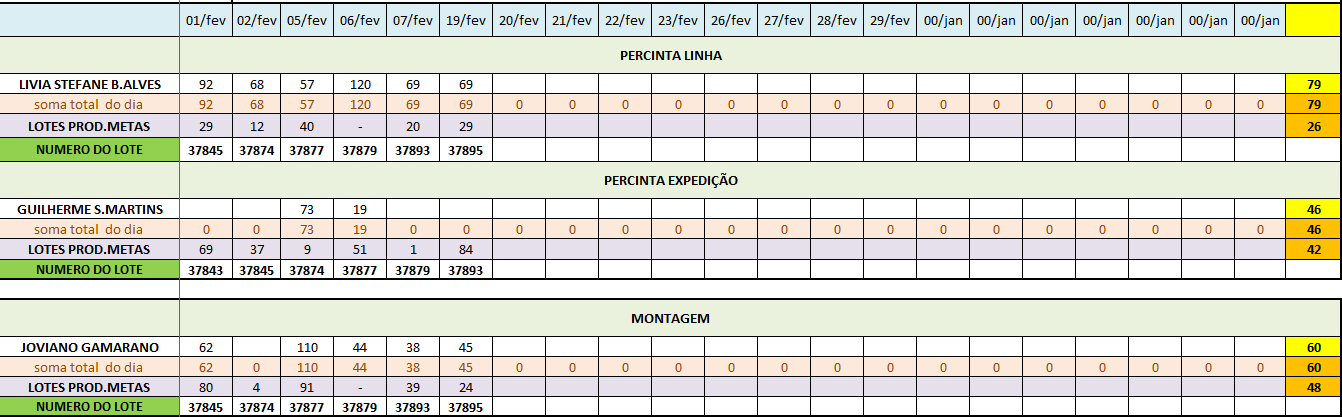 01/fev 02/fev 05/fev 06/fev 07/fev 19/fev 20/fev 21/fev 22/fev 23/fev 26/fev 27/fev 28/fev 29/fev 00/jan 00/jan 00/jan 00/jan 00/jan 00/jan 00/jan
PERCINTA LINHA
LIVIA STEFANE B.ALVES 92 68 57 120 69 69 79
soma total do dia 92 68 57 120 69 69 0 0 0 0 0 0 0 0 0 0 0 0 0 0 0 79
LOTES PROD.METAS 29 12 40 - 20 29 26
NUMERO DO LOTE 37845 37874 37877 37879 37893 37895
PERCINTA EXPEDIÇÃO
GUILHERME S.MARTINS 73 19 46
soma total do dia 0 0 73 19 0 0 0 0 0 0 0 0 0 0 0 0 0 0 0 0 0 46
LOTES PROD.METAS 69 37 9 51 1 84 42
NUMERO DO LOTE 37843 37845 37874 37877 37879 37893
MONTAGEM
JOVIANO GAMARANO 62 110 44 38 45 60
soma total do dia 62 0 110 44 38 45 0 0 0 0 0 0 0 0 0 0 0 0 0 0 0 60
LOTES PROD.METAS 80 4 91 - 39 24 48
NUMERO DO LOTE 37845 37874 37877 37879 37893 37895